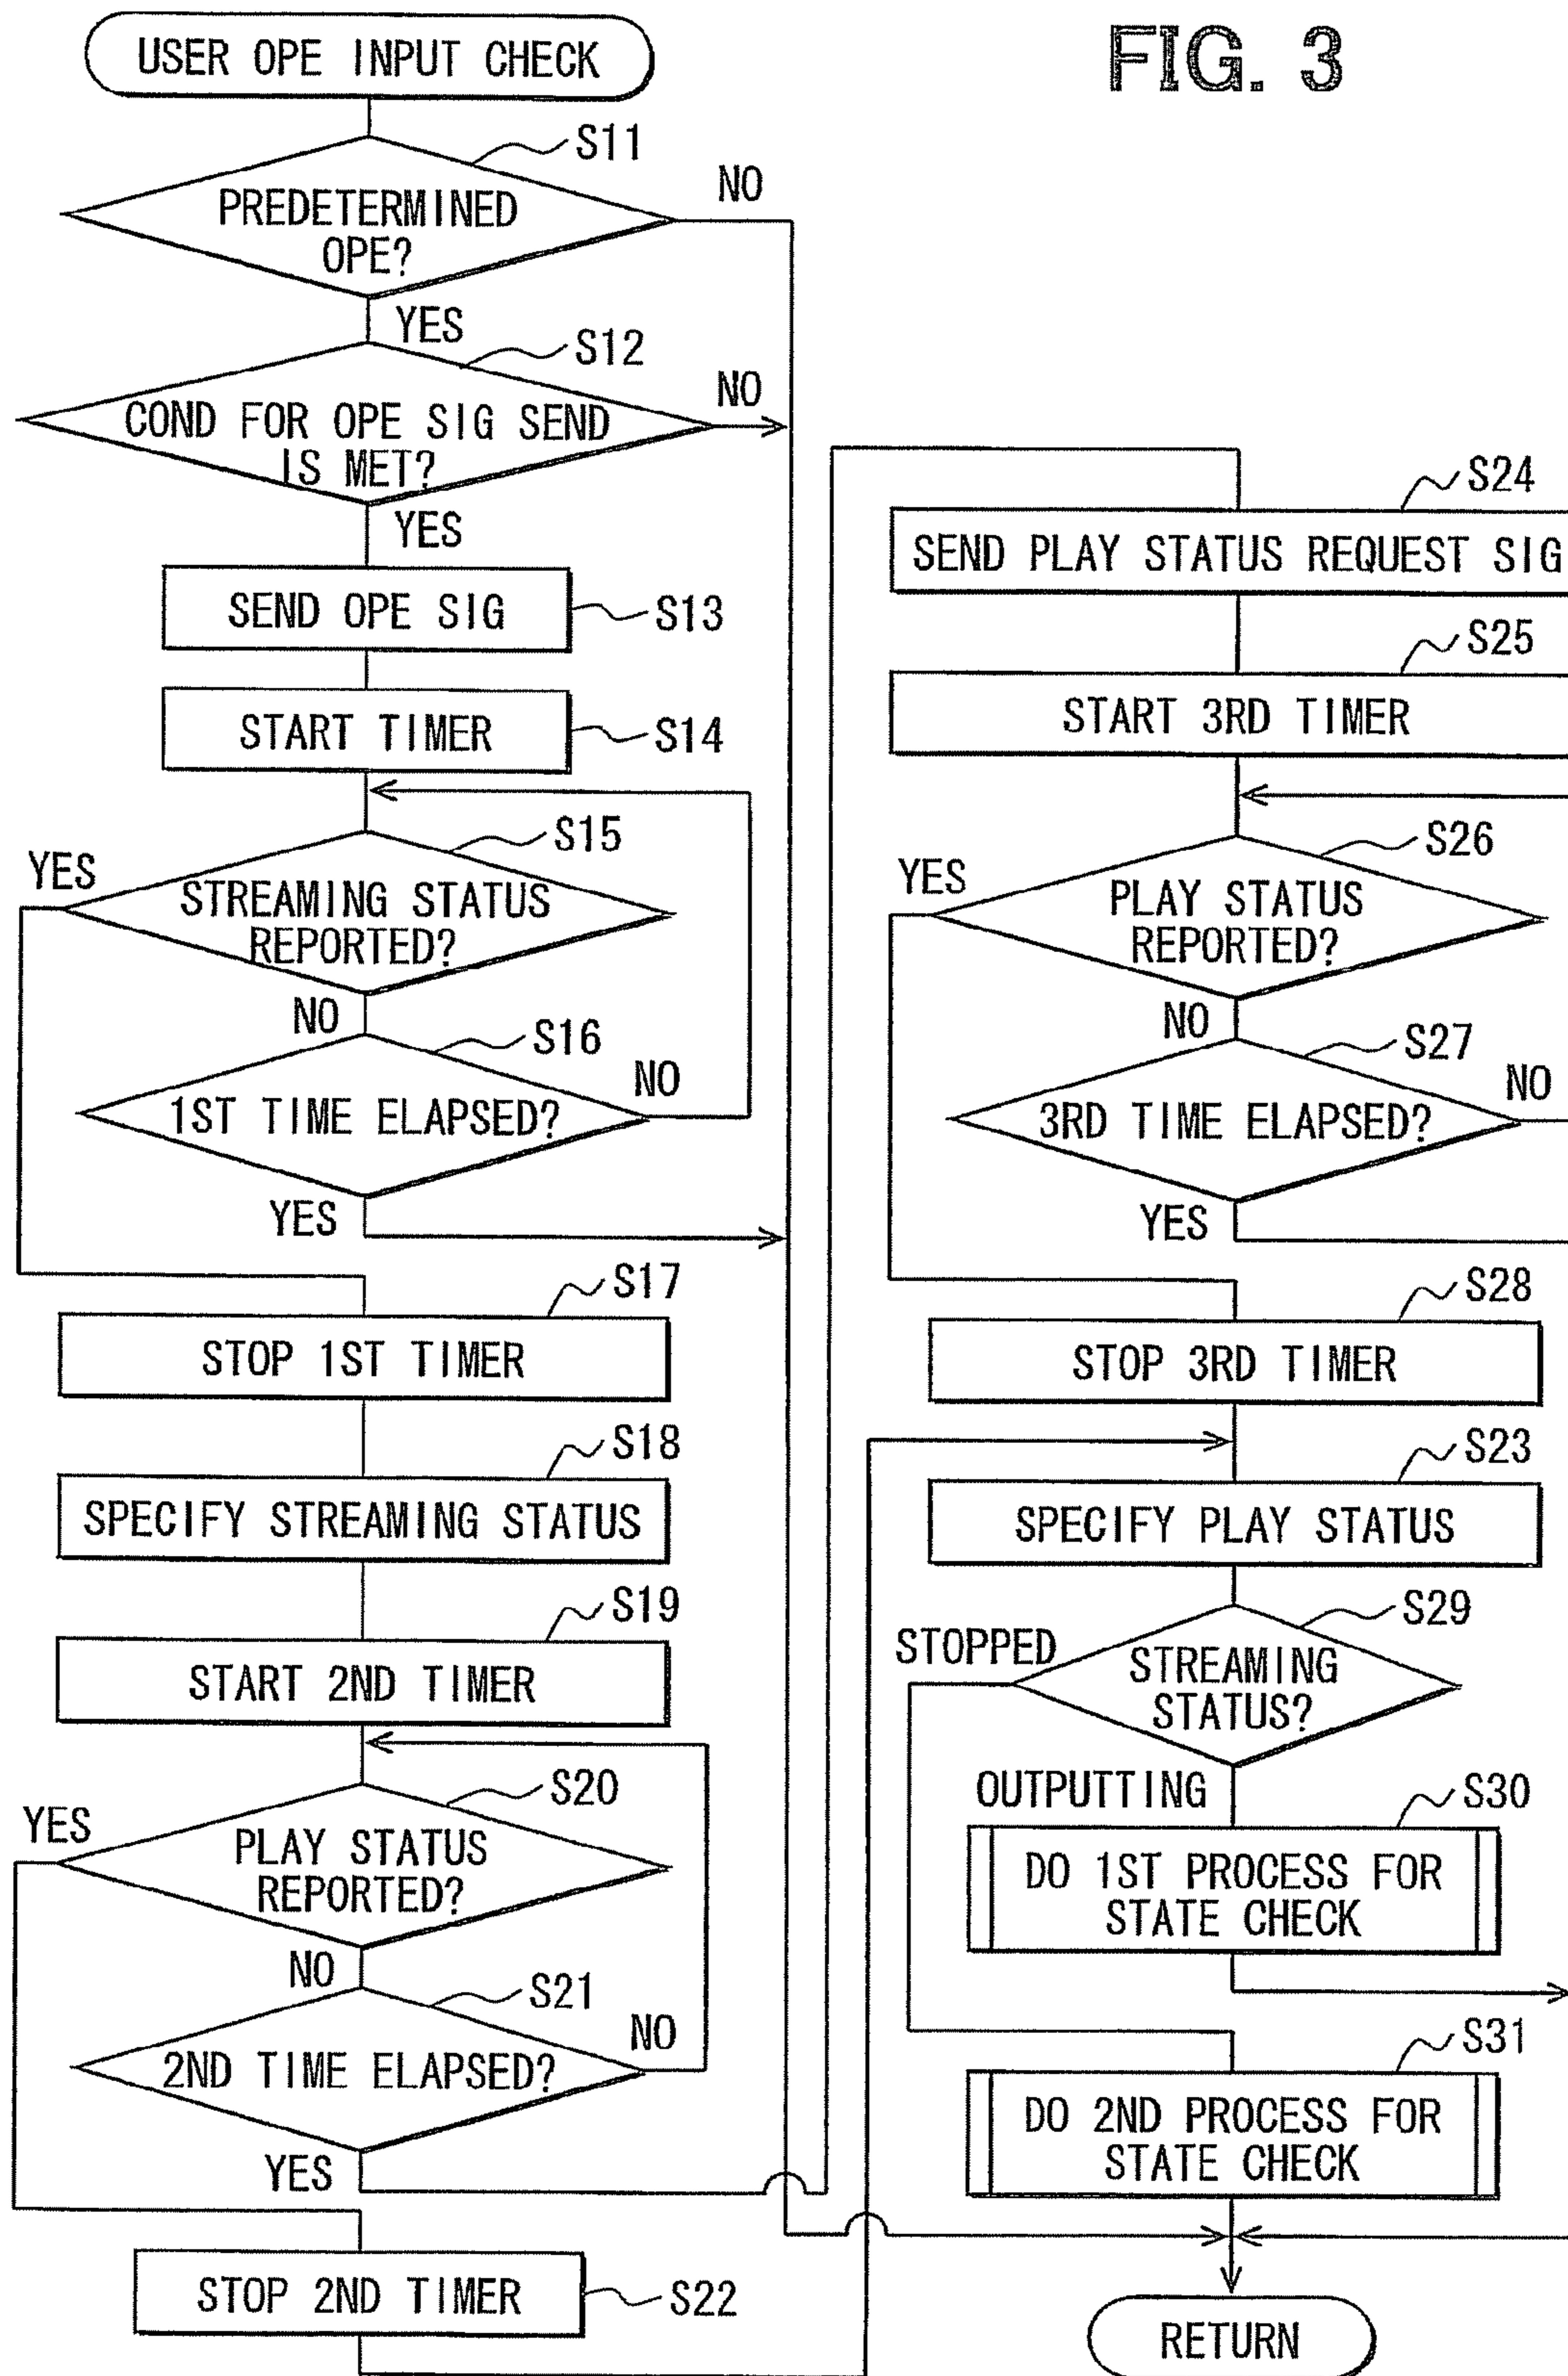 FIG. 3
USER OPE INPUT CHECK
S11
PREDETERMINED
OPE?
NO
YES
S12
COND FOR OPE SIG SEND
IS MET?
NO
YES
SEND OPE SIG
S13
START TIMER
S14
S15
YES
STREAMING STATUS
REPORTED?
NO
S16
1ST TIME ELAPSED?
NO
YES
S17
STOP 1ST TIMER
S18
SPECIFY STREAMING STATUS
S19
START 2ND TIMER
S20
YES
PLAY STATUS
REPORTED?
NO
S21
2ND TIME ELAPSED?
NO
YES
STOP 2ND TIMER
S22
S24
SEND PLAY STATUS REQUEST SIG
S25
START 3RD TIMER
S26
YES
PLAY STATUS
REPORTED?
NO
S27
3RD TIME ELAPSED?
NO
YES
S28
STOP 3RD TIMER
S23
SPECIFY PLAY STATUS
S29
STOPPED
STREAMING
STATUS?
OUTPUTTING
S30
DO 1ST PROCESS FOR
STATE CHECK
S31
DO 2ND PROCESS FOR
STATE CHECK
RETURN